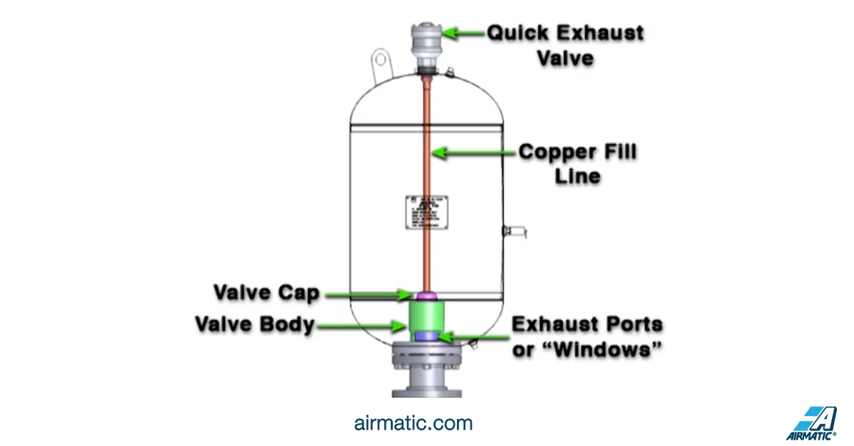 Quick Exhaust
Valve
Copper Fill
Line
Valve Cap
Valve Body
Exhaust Ports
or “Windows”
airmatic.com
AIRMATIC®